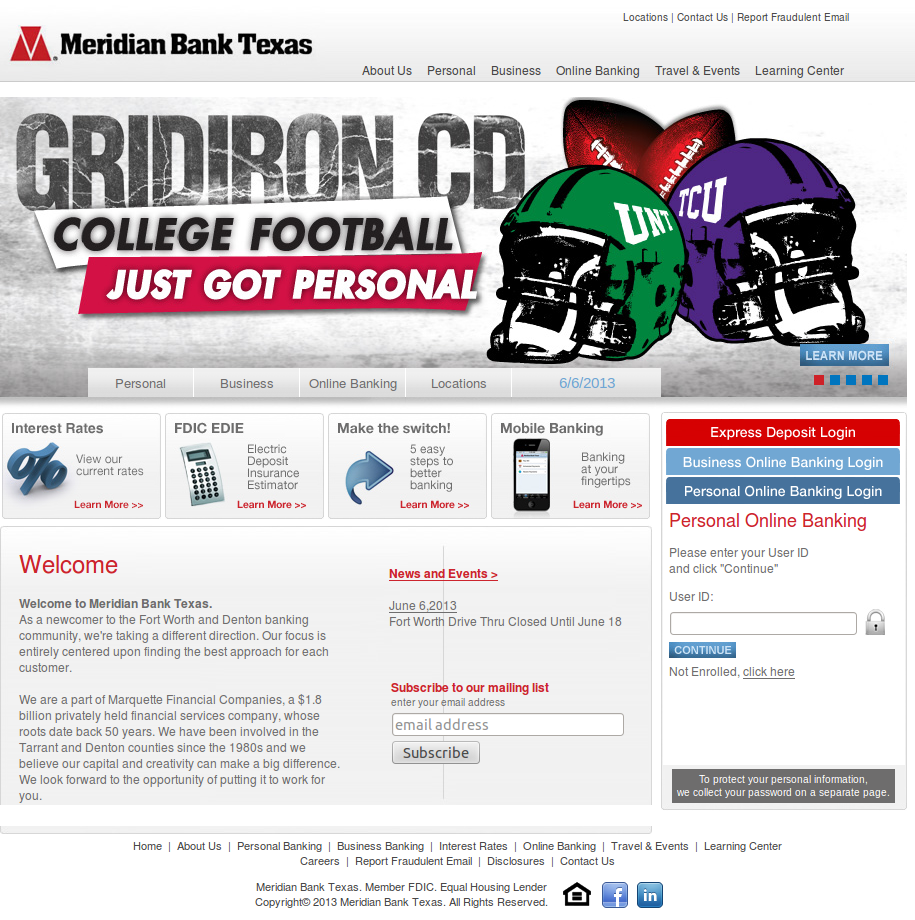 Locations | Contact Us | Report Fraudulent Email
Meridian Bank Texas
About Us Personal Business Online Banking Travel & Events Learning Center
GRIDIRON CD
COLLEGE FOOTBALL
JUST GOT PERSONAL
UNT
TCU
LEARN MORE
Personal Business Online Banking Locations 6/6/2013
Interest Rates
View our
current rates
Learn More >>
FDIC EDIE
Electric
Deposit
Insurance
Estimator
Learn More >>
Make the switch!
5 easy
steps to
better
banking
Learn More >>
Mobile Banking
Banking
at your
fingertips
Learn More >>
Express Deposit Login
Business Online Banking Login
Personal Online Banking Login
Personal Online Banking
Please enter your User ID
and click "Continue"
User ID:
CONTINUE
Not Enrolled, click here
To protect your personal information,
we collect your password on a separate page.
Welcome
Welcome to Meridian Bank Texas.
As a newcomer to the Fort Worth and Denton banking
community, we're taking a different direction. Our focus is
entirely centered upon finding the best approach for each
customer.
We are a part of Marquette Financial Companies, a $1.8
billion privately held financial services company, whose
roots date back 50 years. We have been involved in the
Tarrant and Denton counties since the 1980s and we
believe our capital and creativity can make a big difference.
We look forward to the opportunity of putting it to work for
you.
News and Events >
June 6,2013
Fort Worth Drive Thru Closed Until June 18
Subscribe to our mailing list
enter your email address
email address
Subscribe
Home | About Us | Personal Banking | Business Banking | Interest Rates | Online Banking | Travel & Events | Learning Center
Careers | Report Fraudulent Email | Disclosures | Contact Us
Meridian Bank Texas. Member FDIC. Equal Housing Lender
Copyright© 2013 Meridian Bank Texas. All Rights Reserved.